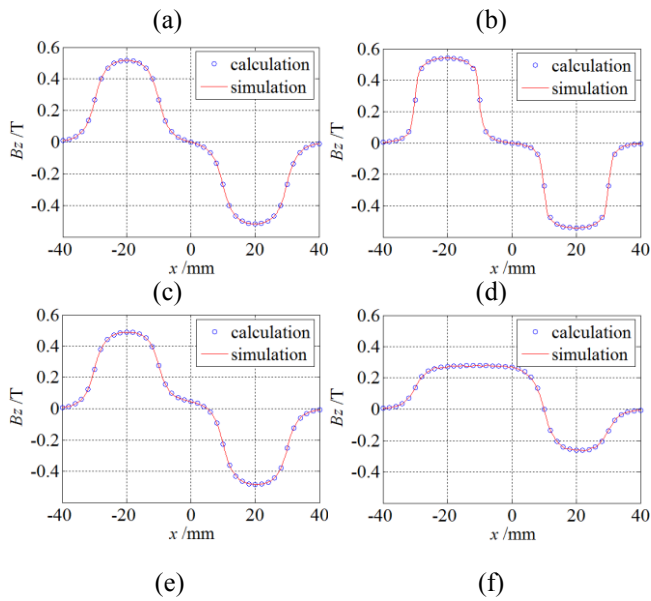 (a) (b)
0.6 0.4 0.2 0 -0.2 -0.4
Bz /T
calculation
simulation
-40 -20 0 20 40
x /mm
0.6 0.4 0.2 0 -0.2 -0.4
Bz /T
calculation
simulation
-40 -20 0 20 40
x /mm
(c) (d)
0.6 0.4 0.2 0 -0.2 -0.4
Bz /T
calculation
simulation
-40 -20 0 20 40
x /mm
0.6 0.4 0.2 0 -0.2 -0.4
Bz /T
calculation
simulation
-40 -20 0 20 40
x /mm
(e) (f)